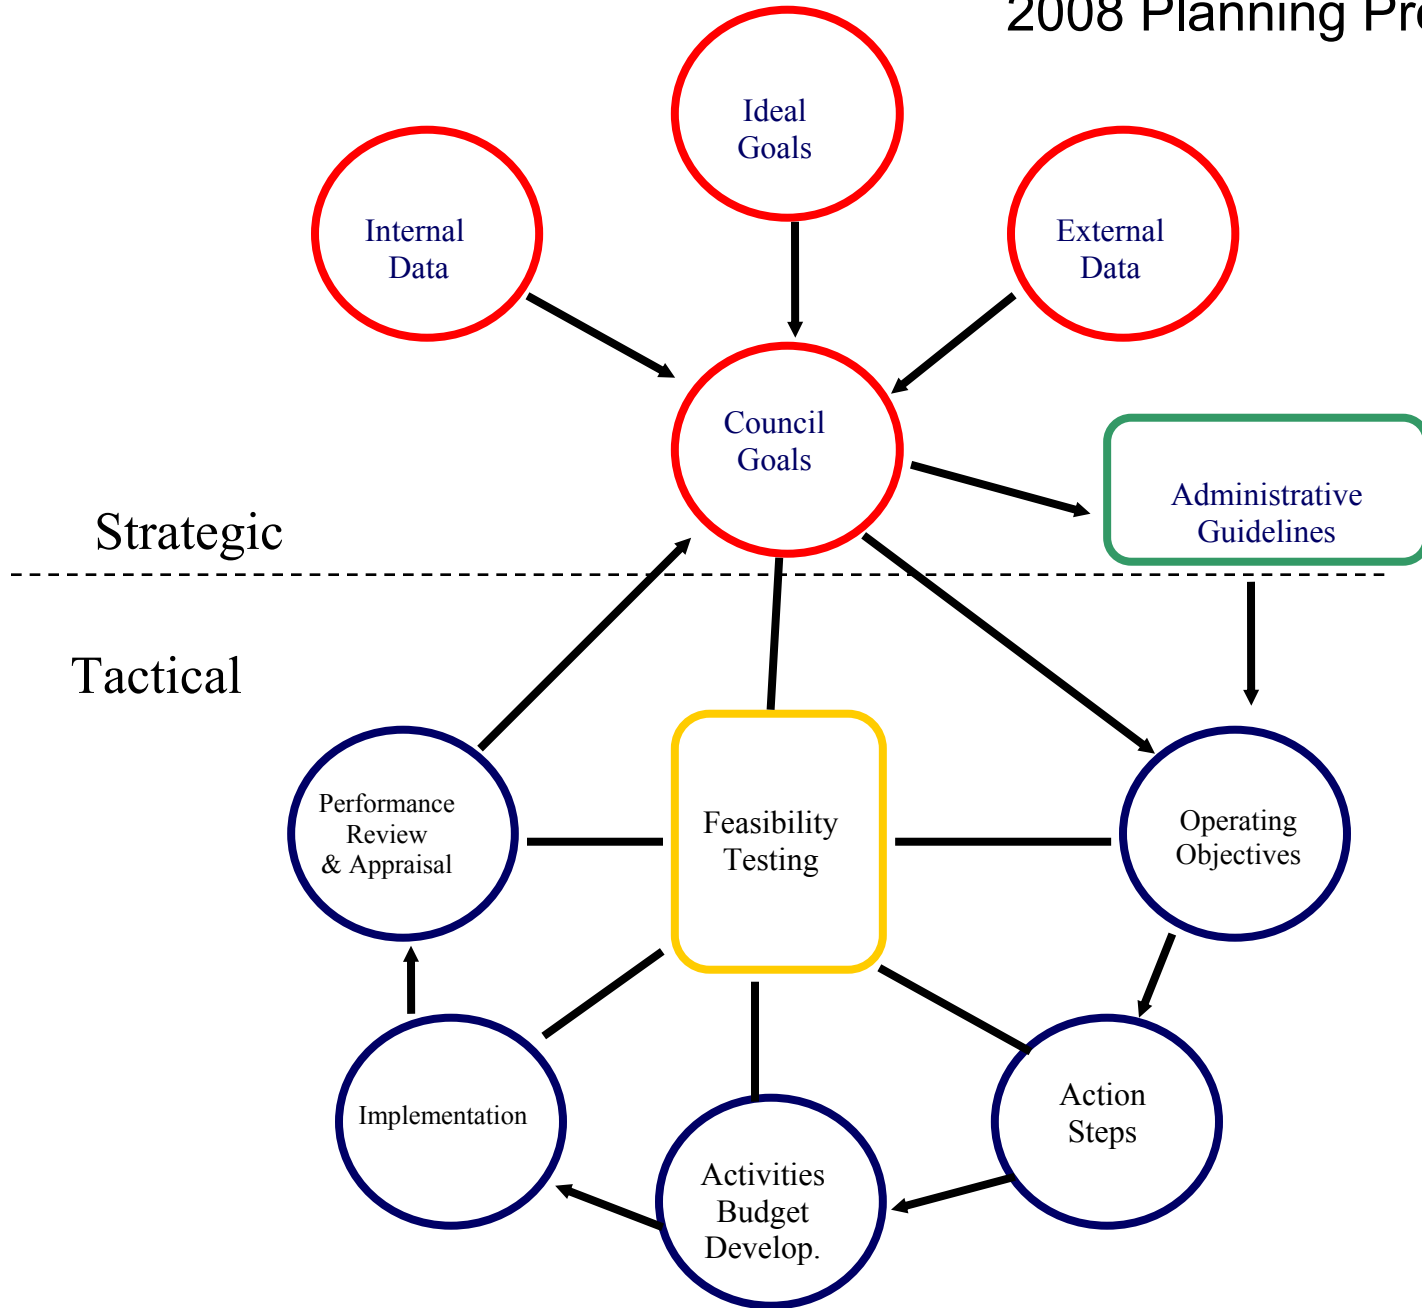 2008 Planning
Ideal
Goals
Internal
Data
External
Data
Council
Goals
Administrative
Guidelines
Strategic
Tactical
Performance
Review
& Appraisal
Feasibility
Testing
Operating
Objectives
Implementation
Action
Steps
Activities
Budget
Develop.